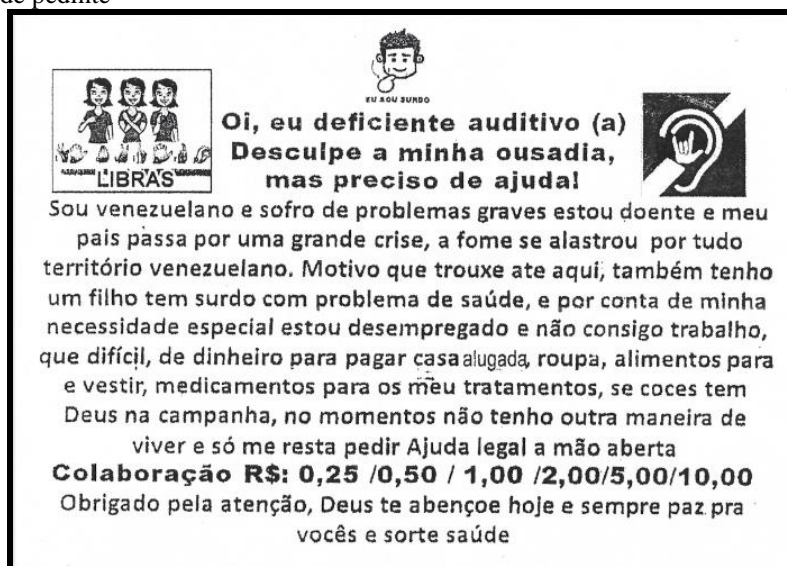 de pedinte
EU SOU SURDO
LIBRAS
Oi, eu deficiente auditivo (a)
Desculpe a minha ousadia,
mas preciso de ajuda!
Sou venezuelano e sofro de problemas graves estou doente e meu
pais passa por uma grande crise, a fome se alastrou por tudo
território venezuelano. Motivo que trouxe ate aqui, também tenho
um filho tem surdo com problema de saúde, e por conta de minha
necessidade especial estou desempregado e não consigo trabalho,
que difícil, de dinheiro para pagar casa alugada, roupa, alimentos para
e vestir, medicamentos para os meu tratamentos, se coces tem
Deus na campanha, no momentos não tenho outra maneira de
viver e só me resta pedir Ajuda legal a mão aberta
Colaboração R$: 0,25 /0,50 / 1,00 /2,00/5,00/10,00
Obrigado pela atenção, Deus te abençoe hoje e sempre paz pra
vocês e sorte saúde